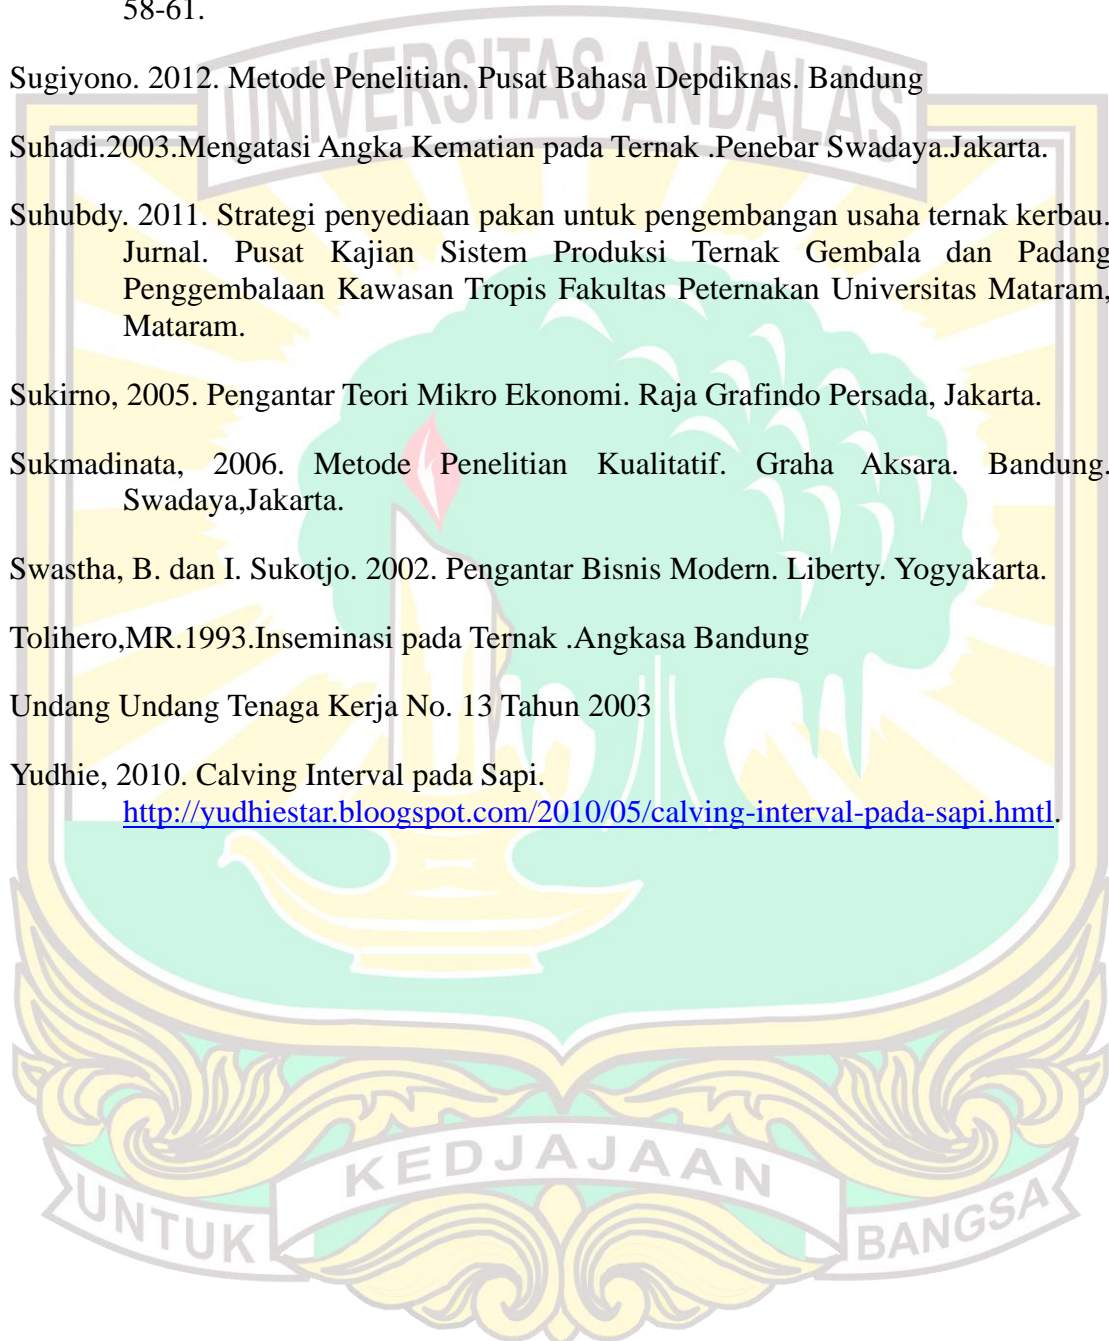 58-61.
UNIVERSITAS ANDALAS
Sugiyono. 2012. Metode Penelitian. Pusat Bahasa Depdiknas. Bandung
Suhadi.2003.Mengatasi Angka Kematian pada Ternak .Penebar Swadaya.Jakarta.
Suhubdy. 2011. Strategi penyediaan pakan untuk pengembangan usaha ternak kerbau.
Jurnal. Pusat Kajian Sistem Produksi Ternak Gembala dan Padang
Penggembalaan Kawasan Tropis Fakultas Peternakan Universitas Mataram,
Mataram.
Sukirno, 2005. Pengantar Teori Mikro Ekonomi. Raja Grafindo Persada, Jakarta.
Sukmadinata, 2006. Metode Penelitian Kualitatif. Graha Aksara. Bandung.
Swadaya,Jakarta.
Swastha, B. dan I. Sukotjo. 2002. Pengantar Bisnis Modern. Liberty. Yogyakarta.
Tolihero,MR.1993.Inseminasi pada Ternak .Angkasa Bandung
Undang Undang Tenaga Kerja No. 13 Tahun 2003
Yudhie, 2010. Calving Interval pada Sapi.
http://yudhiestar.bloogspot.com/2010/05/calving-interval-pada-sapi.hmtl.
UNTUK KEDJAJAAN BANGSA